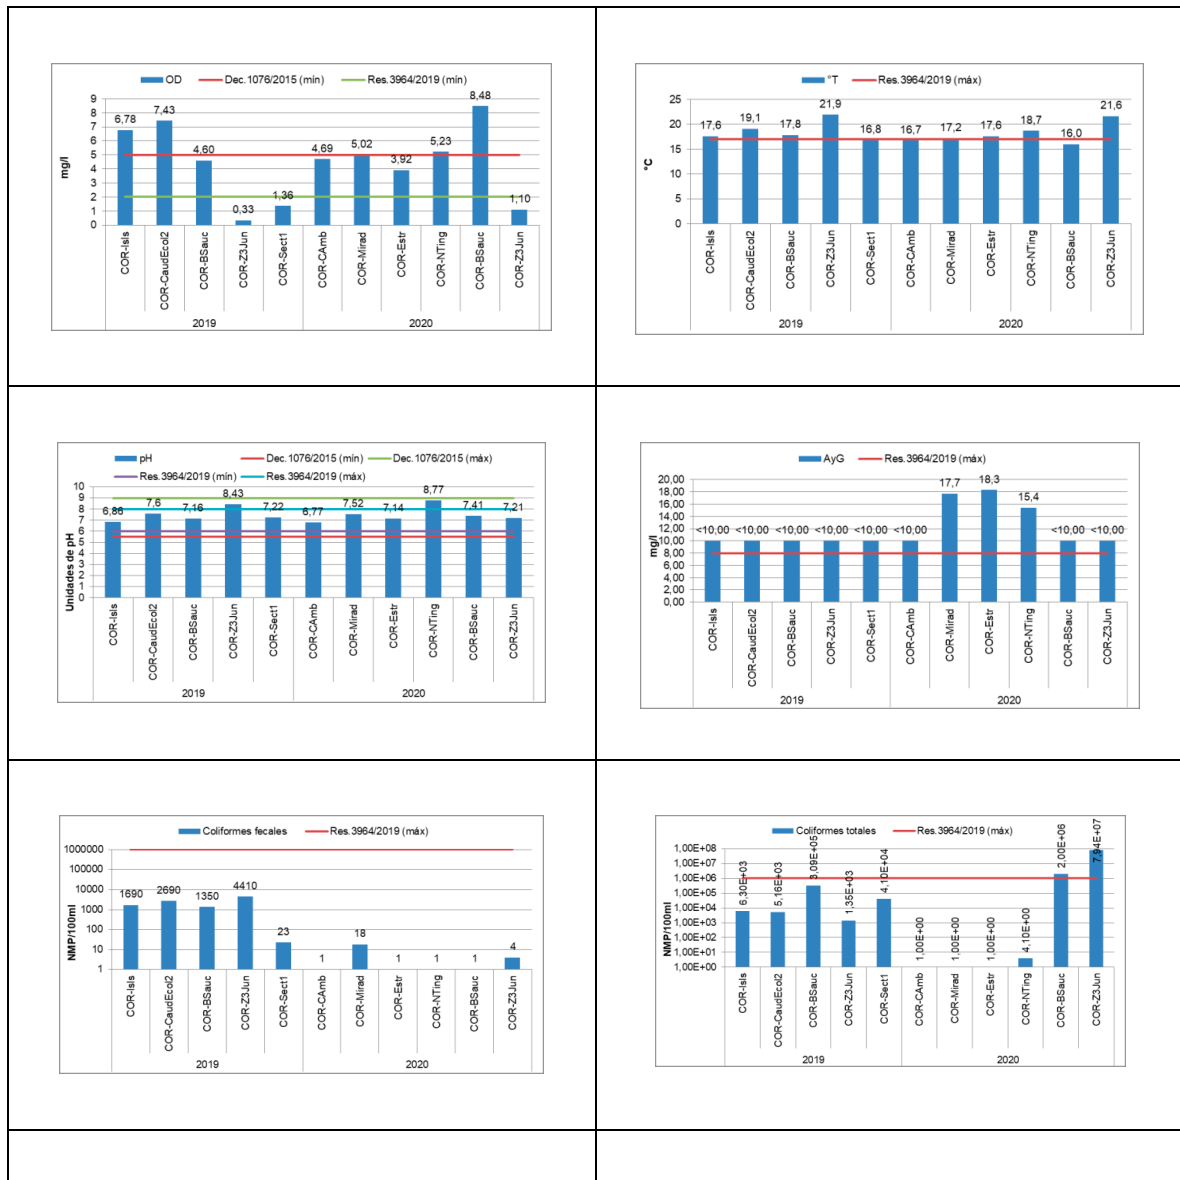 OD Dec.1076/2015 (mín) Res.3964/2019 (mín)
9
8
7
6
5
4
3
2
1
0
mg/l
6,78 7,43 4,60 0,33 1,36 4,69 5,02 3,92 5,23 8,48 1,10
COR-Isls COR-CaudEcol2 COR-BSauc COR-Z3Jun COR-Sect1 COR-CAmb COR-Mirad COR-Estr COR-NTing COR-BSauc COR-Z3Jun
2019 2020
°T Res.3964/2019 (máx)
25
20
15
10
5
0
°C
17,6 19,1 17,8 21,9 16,8 16,7 17,2 17,6 18,7 16,0 21,6
COR-Isls COR-CaudEcol2 COR-BSauc COR-Z3Jun COR-Sect1 COR-CAmb COR-Mirad COR-Estr COR-NTing COR-BSauc COR-Z3Jun
2019 2020
pH Dec.1076/2015 (mín) Dec.1076/2015 (máx)
Res.3964/2019 (mín) Res.3964/2019 (máx)
10
9
8
7
6
5
4
3
2
1
0
Unidades de pH
6,86 7,6 7,16 8,43 7,22 6,77 7,52 7,14 8,77 7,41 7,21
COR-Isls COR-CaudEcol2 COR-BSauc COR-Z3Jun COR-Sect1 COR-CAmb COR-Mirad COR-Estr COR-NTing COR-BSauc COR-Z3Jun
2019 2020
AyG Res.3964/2019 (máx)
20,00
18,00
16,00
14,00
12,00
10,00
8,00
6,00
4,00
2,00
0,00
mg/l
<10,00 <10,00 <10,00 <10,00 <10,00 <10,00 17,7 18,3 15,4 <10,00 <10,00
COR-Isls COR-CaudEcol2 COR-BSauc COR-Z3Jun COR-Sect1 COR-CAmb COR-Mirad COR-Estr COR-NTing COR-BSauc COR-Z3Jun
2019 2020
Coliformes fecales Res.3964/2019 (máx)
1000000
100000
10000
1000
100
10
1
NMP/100ml
1690 2690 1350 4410 23 1 18 1 1 1 4
COR-Isls COR-CaudEcol2 COR-BSauc COR-Z3Jun COR-Sect1 COR-CAmb COR-Mirad COR-Estr COR-NTing COR-BSauc COR-Z3Jun
2019 2020
Coliformes totales Res.3964/2019 (máx)
1,00E+08
1,00E+07
1,00E+06
1,00E+05
1,00E+04
1,00E+03
1,00E+02
1,00E+01
1,00E+00
NMP/100ml
6,30E+03 5,16E+03 3,09E+05 1,35E+03 4,10E+04 1,00E+00 1,00E+00 1,00E+00 4,10E+00 2,00E+06 7,94E+07
COR-Isls COR-CaudEcol2 COR-BSauc COR-Z3Jun COR-Sect1 COR-CAmb COR-Mirad COR-Estr COR-NTing COR-BSauc COR-Z3Jun
2019 2020